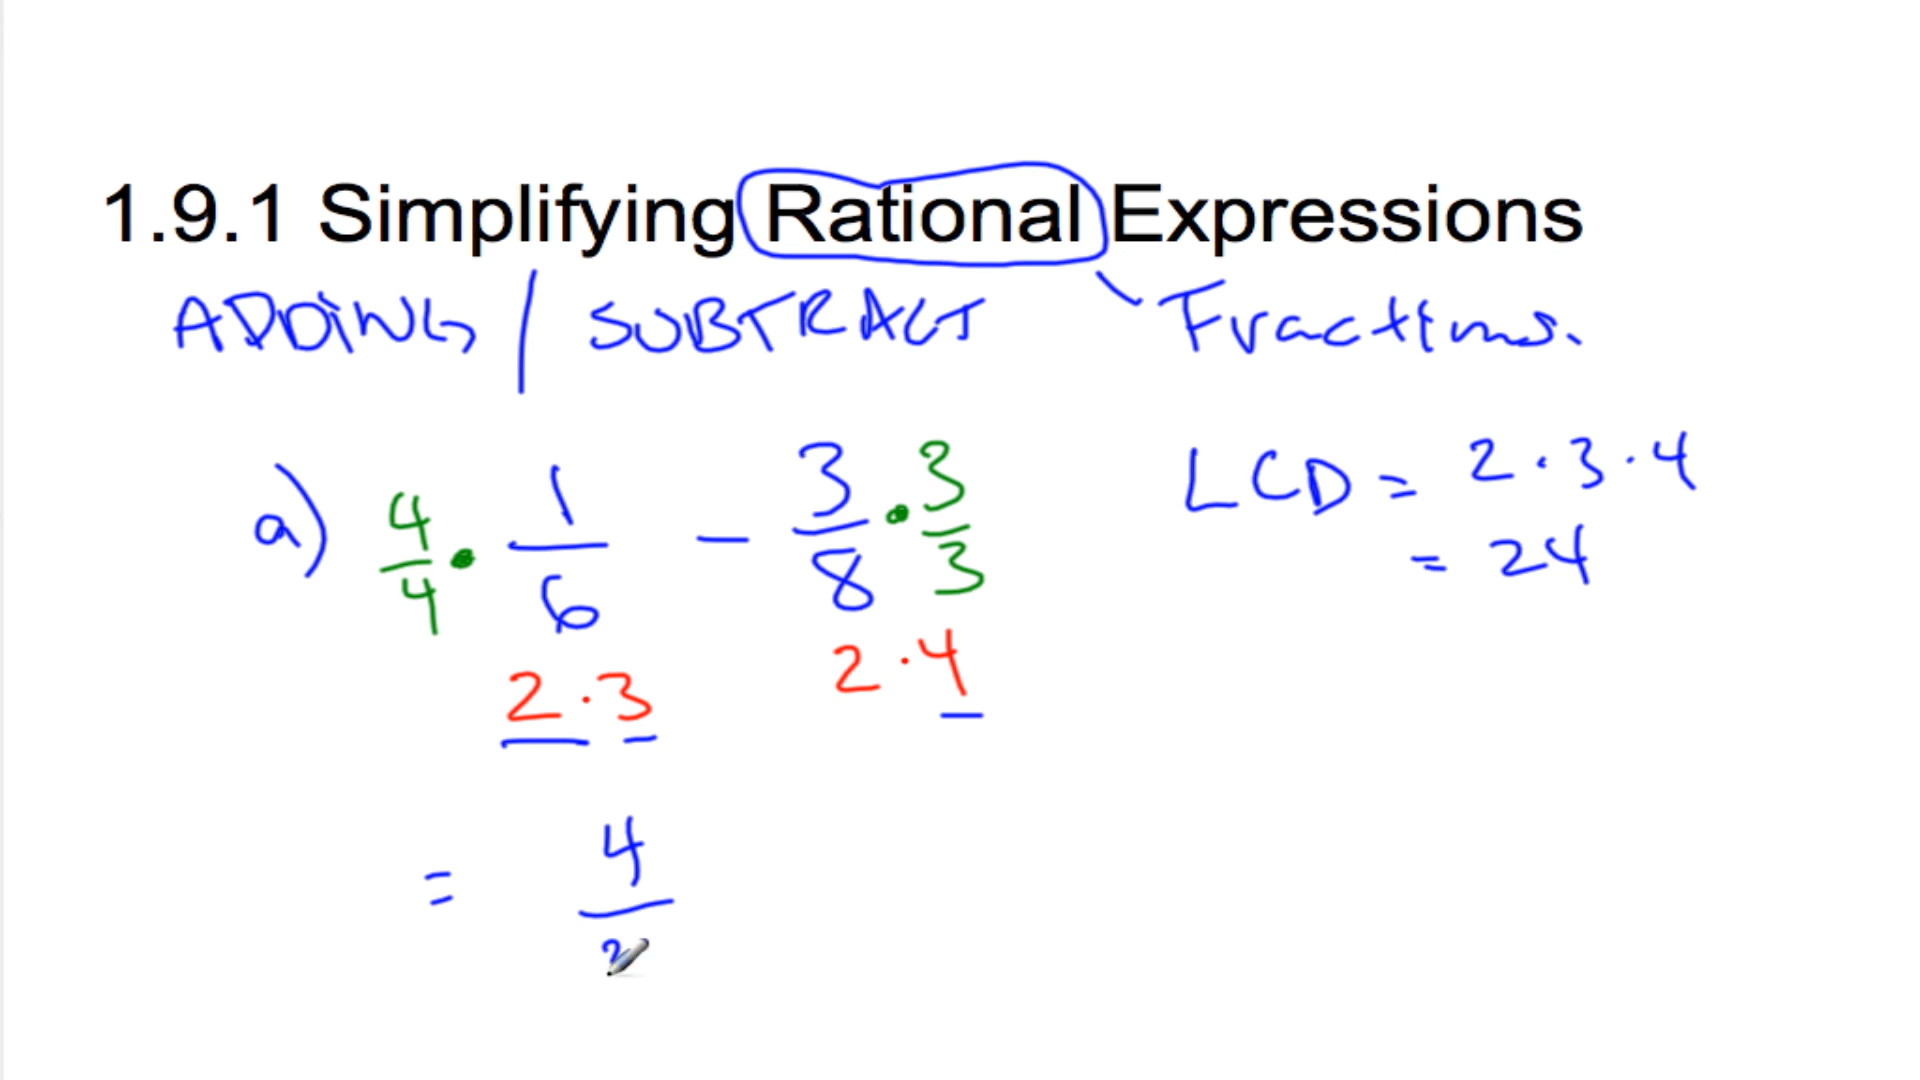 1.9.1 Simplifying Rational Expressions
ADDING / SUBTRACT Fractions.
a) 4/4 • 1/6 - 3/8 • 3/3
LCD = 2 · 3 · 4
= 24
2 · 3 2 · 4
= 4/2